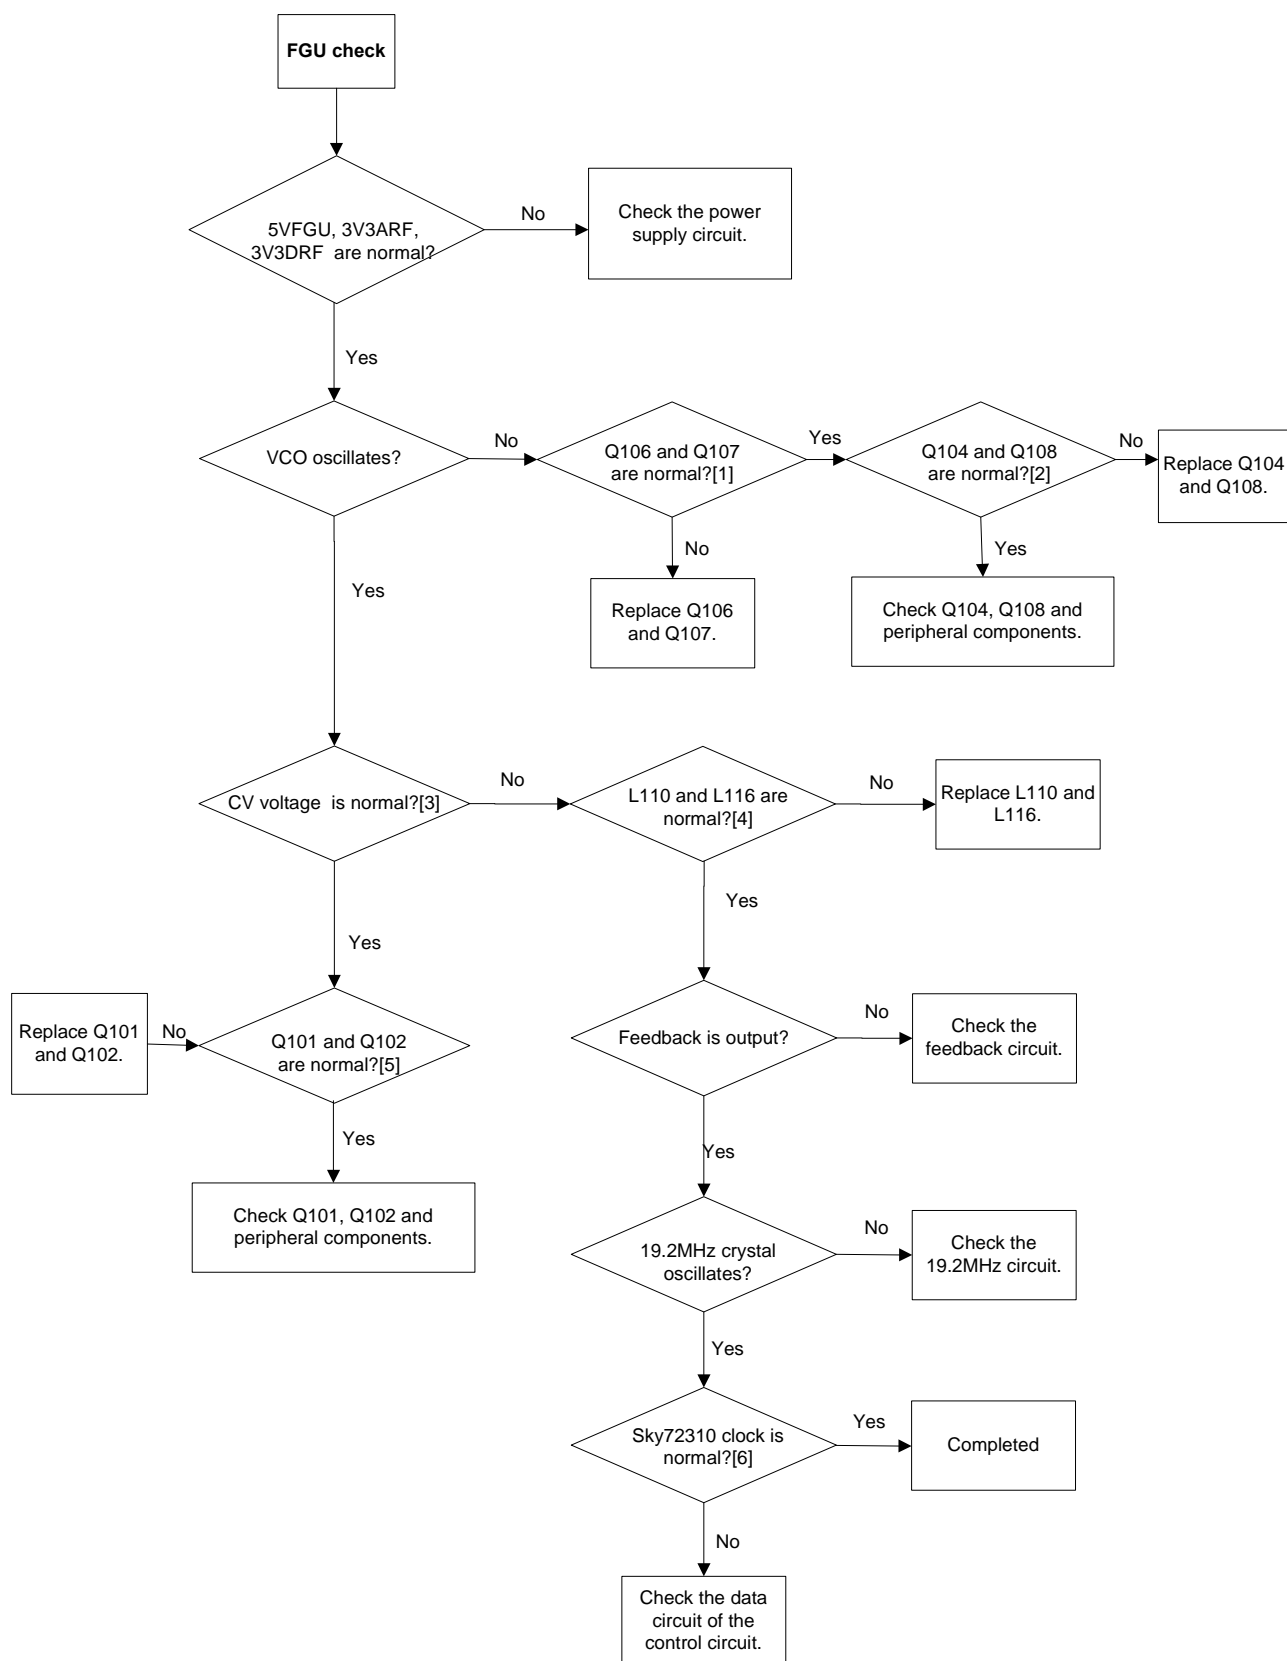 FGU check
5VFGU, 3V3ARF,
3V3DRF are normal?
No
Check the power
supply circuit.
Yes
VCO oscillates?
No
Q106 and Q107
are normal?[1]
Yes
Q104 and Q108
are normal?[2]
No
Replace Q104
and Q108.
Yes
No
Yes
Replace Q106
and Q107.
Check Q104, Q108 and
peripheral components.
CV voltage is normal?[3]
No
L110 and L116 are
normal?[4]
No
Replace L110 and
L116.
Yes
Yes
Replace Q101
and Q102.
No
Q101 and Q102
are normal?[5]
Feedback is output?
No
Check the
feedback circuit.
Yes
Yes
Check Q101, Q102 and
peripheral components.
19.2MHz crystal
oscillates?
No
Check the
19.2MHz circuit.
Yes
Sky72310 clock is
normal?[6]
Yes
Completed
No
Check the data
circuit of the
control circuit.